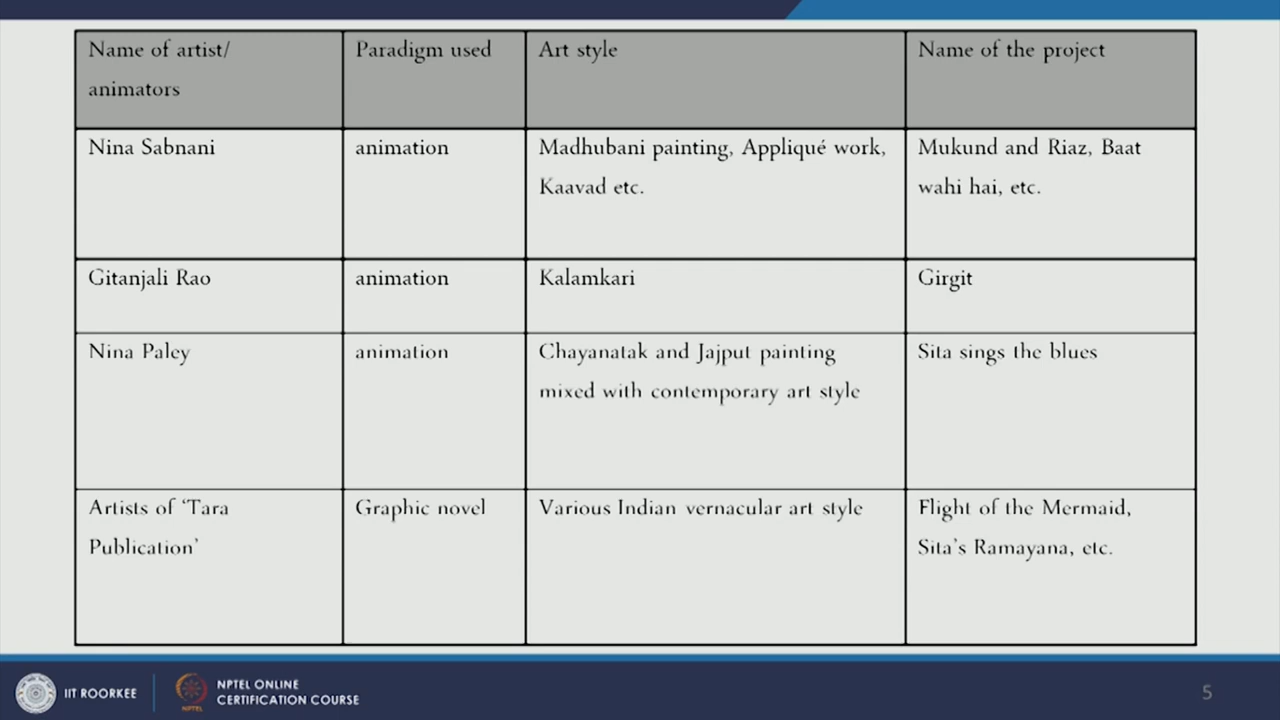 Name of artist/
animators
Paradigm used
Art style
Name of the project
Nina Sabnani
animation
Madhubani painting, Appliqué work,
Kaavad etc.
Mukund and Riaz, Baat
wahi hai, etc.
Gitanjali Rao
animation
Kalamkari
Girgit
Nina Paley
animation
Chayanatak and Jajput painting
mixed with contemporary art style
Sita sings the blues
Artists of ‘Tara
Publication’
Graphic novel
Various Indian vernacular art style
Flight of the Mermaid,
Sita’s Ramayana, etc.
IIT ROORKEE
NPTEL
NPTEL ONLINE
CERTIFICATION COURSE
5